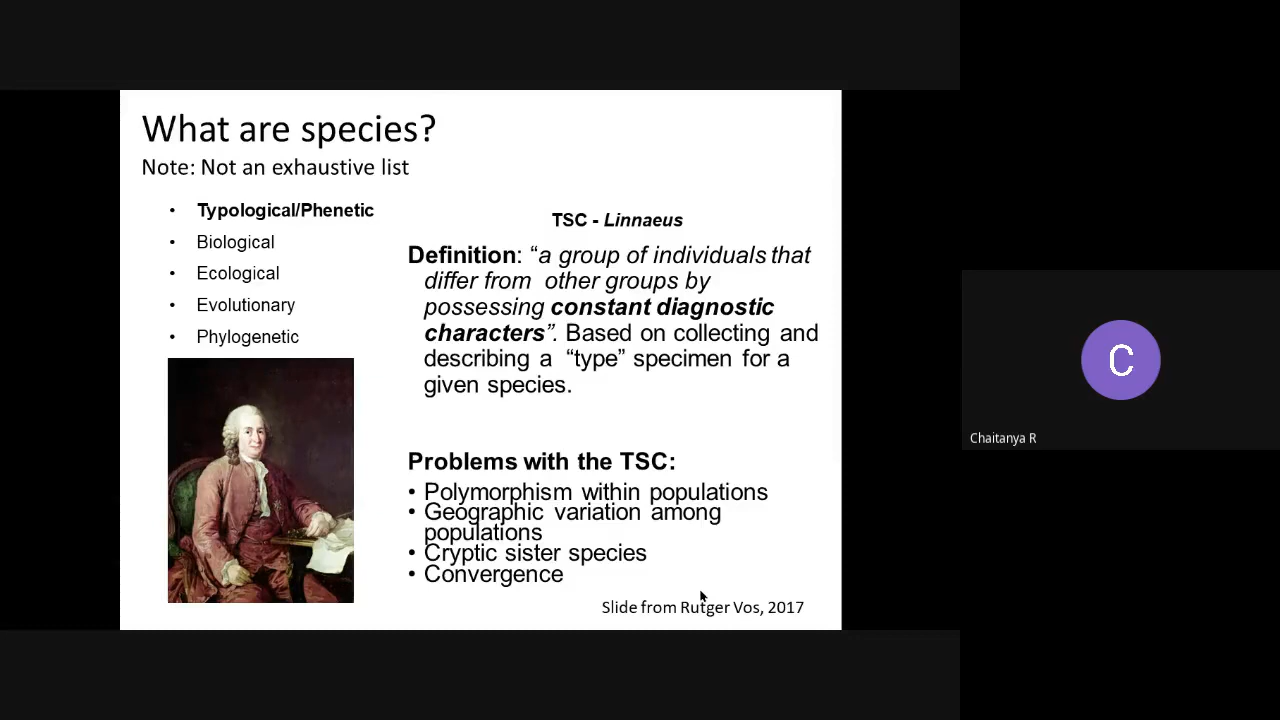 What are species?
Note: Not an exhaustive list
• Typological/Phenetic
• Biological
• Ecological
• Evolutionary
• Phylogenetic
TSC - Linnaeus
Definition: “a group of individuals that
differ from other groups by
possessing constant diagnostic
characters”. Based on collecting and
describing a “type” specimen for a
given species.
Problems with the TSC:
• Polymorphism within populations
• Geographic variation among
populations
• Cryptic sister species
• Convergence
Slide from Rutger Vos, 2017
C
Chaitanya R